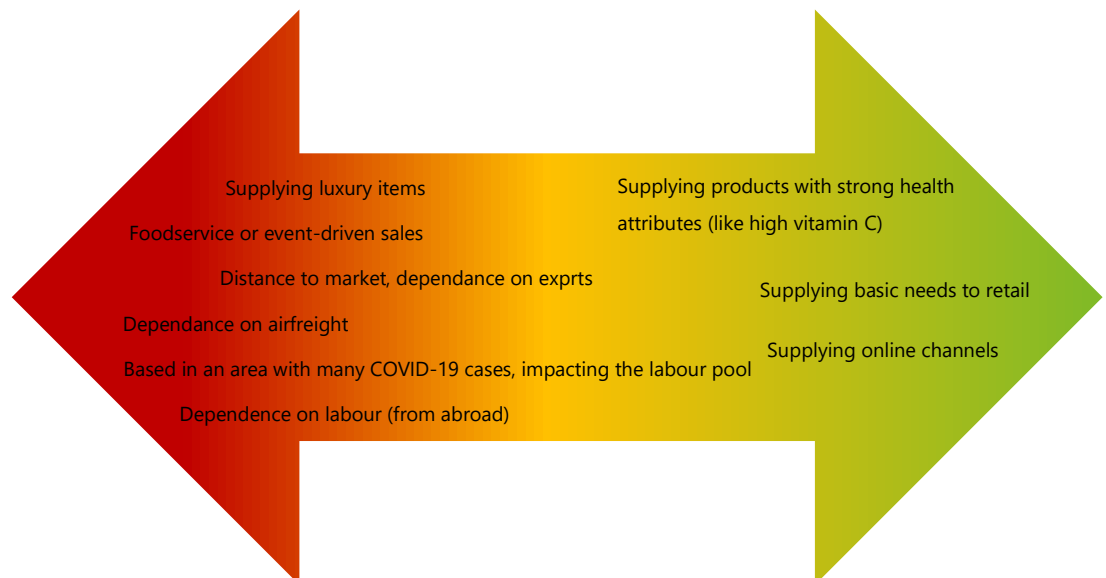 Supplying luxury items
Foodservice or event-driven sales
Distance to market, dependance on exprts
Dependance on airfreight
Based in an area with many COVID-19 cases, impacting the labour pool
Dependence on labour (from abroad)
Supplying products with strong health
attributes (like high vitamin C)
Supplying basic needs to retail
Supplying online channels